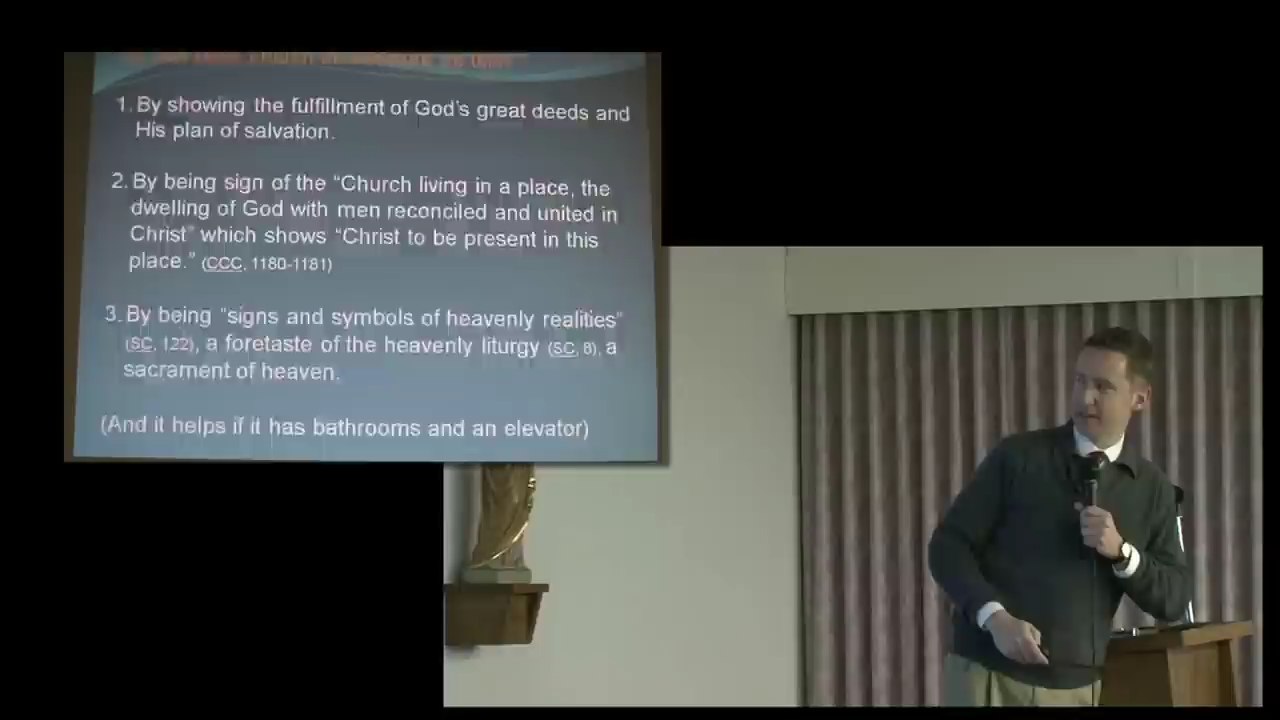 1. By showing the fulfillment of God's great deeds and
His plan of salvation.
2. By being sign of the "Church living in a place, the
dwelling of God with men reconciled and united in
Christ" which shows "Christ to be present in this
place." (CCC, 1180-1181)
3. By being "signs and symbols of heavenly realities"
(SC, 122), a foretaste of the heavenly liturgy (SC, 8), a
sacrament of heaven.
(And it helps if it has bathrooms and an elevator)